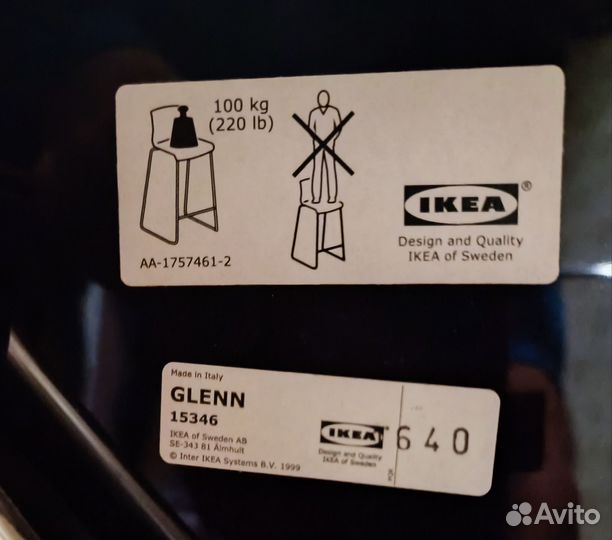 100 kg
(220 lb)
IKEA®
Design and Quality
IKEA of Sweden
AA-1757461-2
Made in Italy
GLENN
15346
IKEA of Sweden AB
SE-343 81 Älmhult
© Inter IKEA Systems B.V. 1999
IKEA®
Design and Quality
IKEA of Sweden
640
Avito